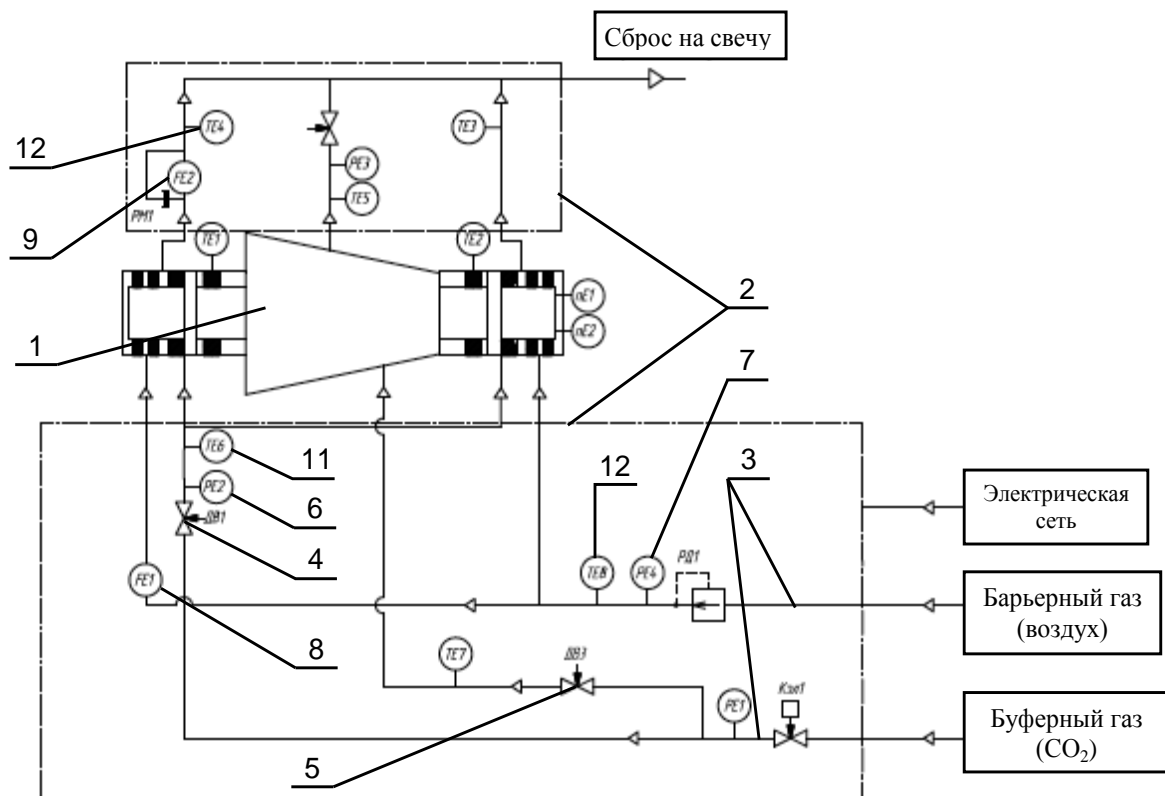 Сброс на свечу
12
TE4
TE3
PE3
FE2
TE5
PM1
9
TE1
TE2
2
nE1
nE2
1
7
TE6
11
12
3
Электрическая
сеть
PE2
6
ДВ1
4
РД1
FE1
TE8
PE4
Барьерный газ
(воздух)
8
TE7
ДВ3
Кэл1
PE1
Буферный газ
(CO₂)
5